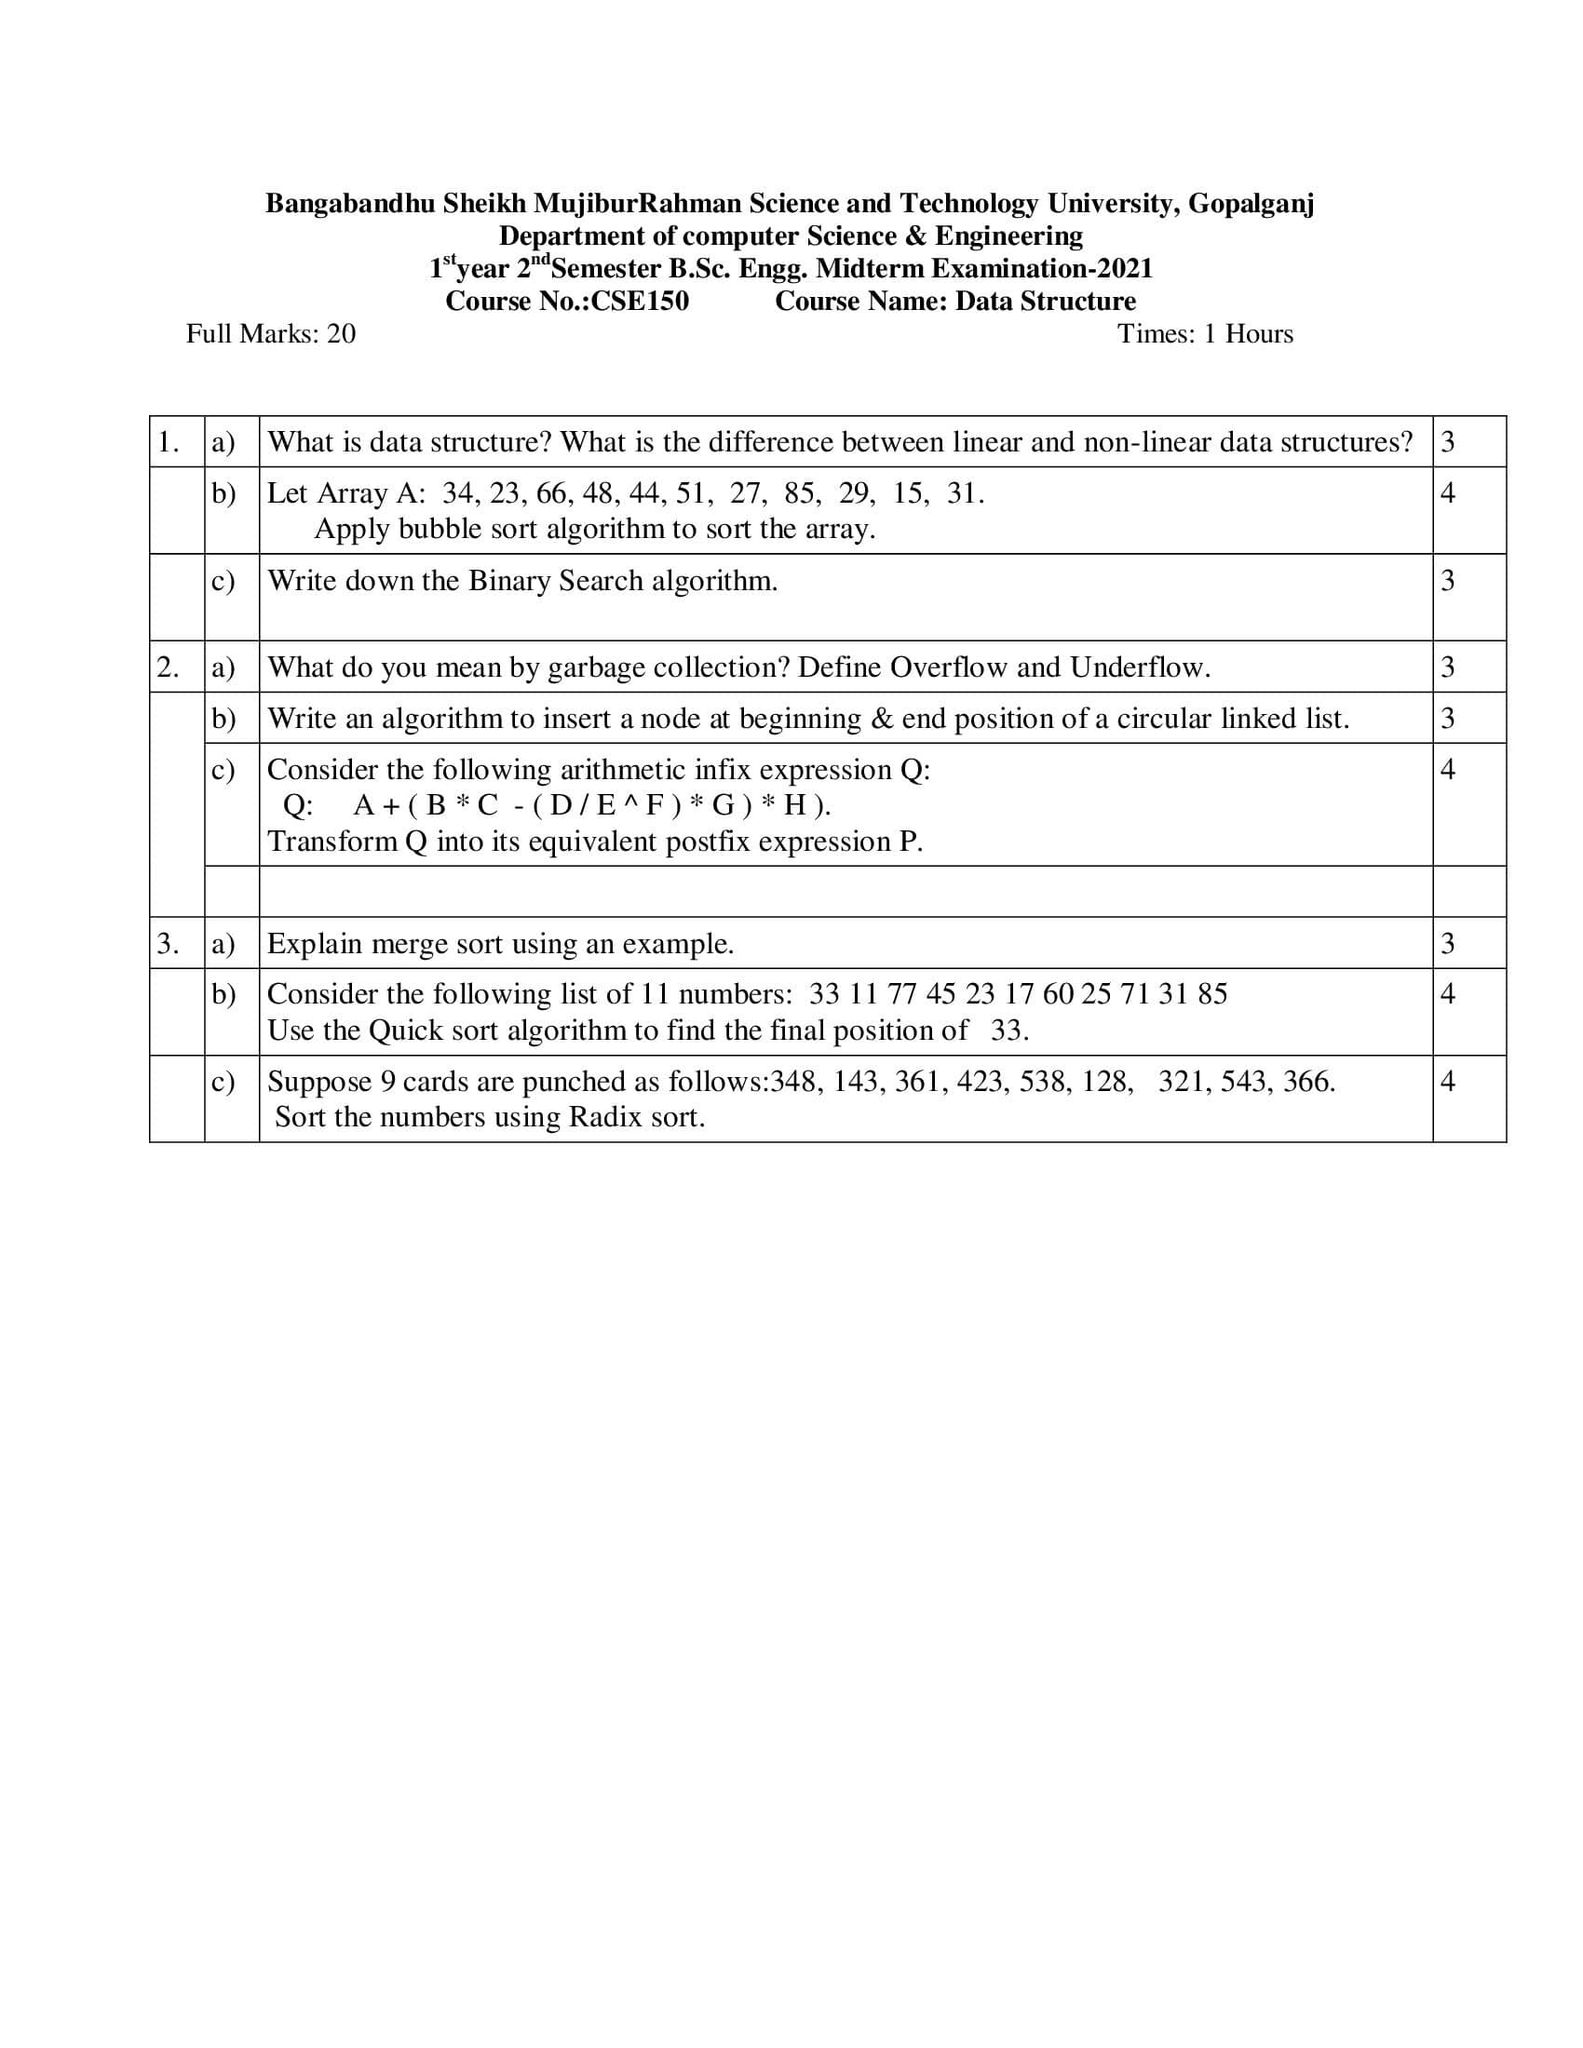 Bangabandhu Sheikh MujiburRahman Science and Technology University, Gopalganj
Department of computer Science & Engineering
1st year 2nd Semester B.Sc. Engg. Midterm Examination-2021
Course No.:CSE150 Course Name: Data Structure
Full Marks: 20 Times: 1 Hours
1. a) What is data structure? What is the difference between linear and non-linear data structures? 3
b) Let Array A: 34, 23, 66, 48, 44, 51, 27, 85, 29, 15, 31. 4
Apply bubble sort algorithm to sort the array.
c) Write down the Binary Search algorithm. 3
2. a) What do you mean by garbage collection? Define Overflow and Underflow. 3
b) Write an algorithm to insert a node at beginning & end position of a circular linked list. 3
c) Consider the following arithmetic infix expression Q: 4
Q: A + ( B * C - ( D / E ^ F ) * G ) * H ).
Transform Q into its equivalent postfix expression P.
3. a) Explain merge sort using an example. 3
b) Consider the following list of 11 numbers: 33 11 77 45 23 17 60 25 71 31 85 4
Use the Quick sort algorithm to find the final position of 33.
c) Suppose 9 cards are punched as follows:348, 143, 361, 423, 538, 128, 321, 543, 366. 4
Sort the numbers using Radix sort.